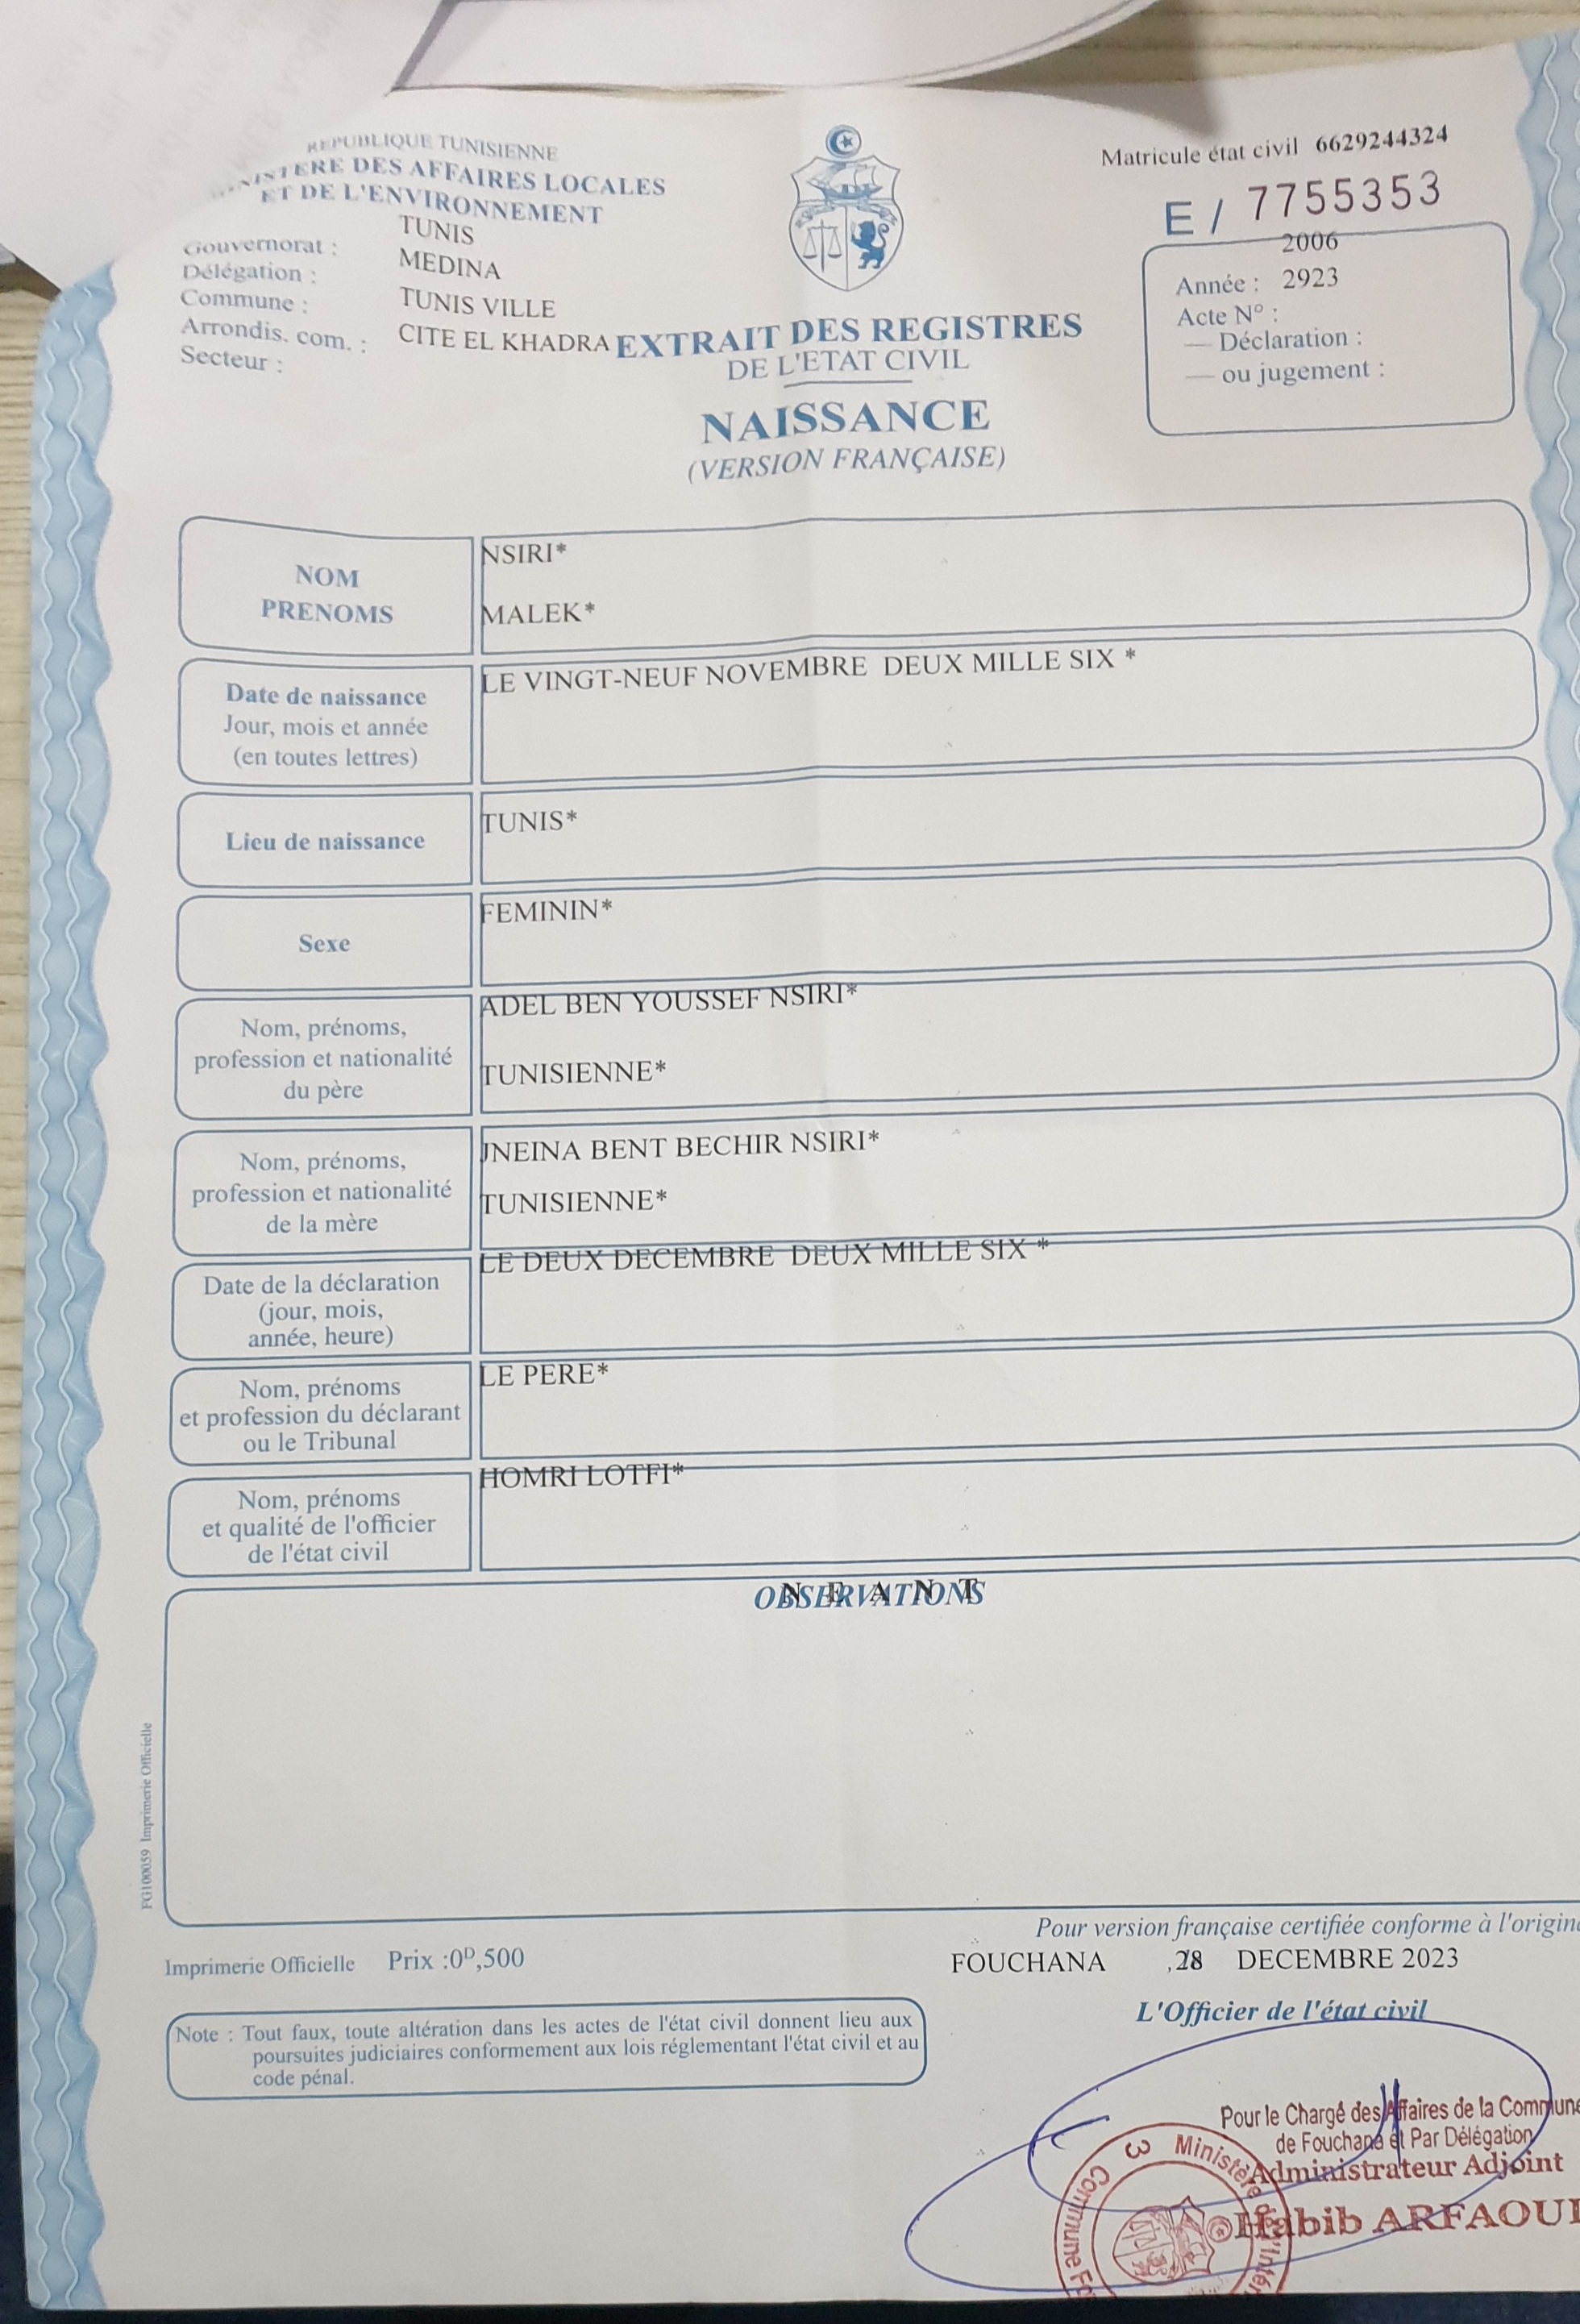 REPUBLIQUE TUNISIENNE
MINISTERE DES AFFAIRES LOCALES
ET DE L'ENVIRONNEMENT
Gouvernorat : TUNIS
Délégation : MEDINA
Commune : TUNIS VILLE
Arrondis. com. : CITE EL KHADRA
Secteur :
EXTRAIT DES REGISTRES
DE L'ETAT CIVIL
NAISSANCE
(VERSION FRANÇAISE)
Matricule état civil 6629244324
E / 7755353
2006
Année : 2923
Acte N° :
— Déclaration :
— ou jugement :
NOM
PRENOMS
NSIRI*
MALEK*
Date de naissance
Jour, mois et année
(en toutes lettres)
LE VINGT-NEUF NOVEMBRE DEUX MILLE SIX *
Lieu de naissance
TUNIS*
Sexe
FEMININ*
Nom, prénoms,
profession et nationalité
du père
ADEL BEN YOUSSEF NSIRI*
TUNISIENNE*
Nom, prénoms,
profession et nationalité
de la mère
JNEINA BENT BECHIR NSIRI*
TUNISIENNE*
Date de la déclaration
(jour, mois,
année, heure)
LE DEUX DECEMBRE DEUX MILLE SIX *
Nom, prénoms
et profession du déclarant
ou le Tribunal
LE PERE*
Nom, prénoms
et qualité de l'officier
de l'état civil
HOMRI LOTFI*
OBSERVATIONS
N E A N T
FG100059 Imprimerie Officielle
Imprimerie Officielle Prix :0ᴰ,500
Pour version française certifiée conforme à l'origin
FOUCHANA ,28 DECEMBRE 2023
L'Officier de l'état civil
Note : Tout faux, toute altération dans les actes de l'état civil donnent lieu aux
poursuites judiciaires conformement aux lois réglementant l'état civil et au
code pénal.
Pour le Chargé des Affaires de la Commune
de Fouchana et Par Délégation
Administrateur Adjoint
Habib ARFAOUI
Commune Fo 3 Ministère de l'Intér